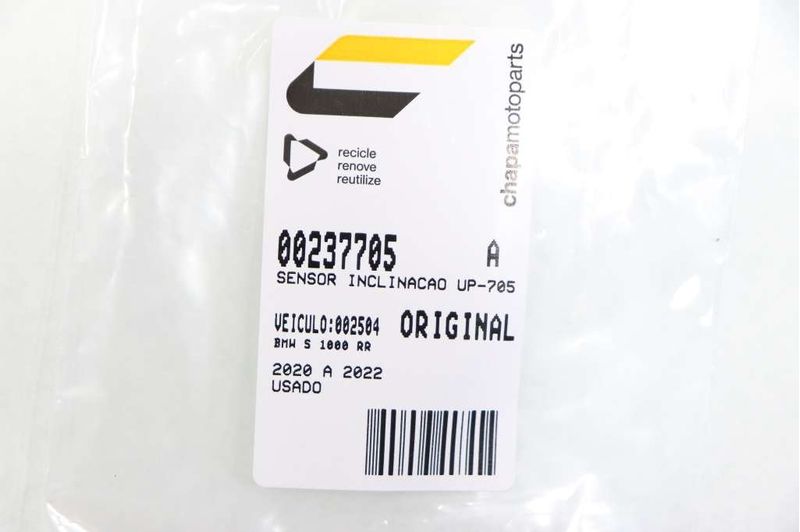 chapamotoparts
recicle
renove
reutilize
00237705 A
SENSOR INCLINACAO UP-705
VEICULO:002504 ORIGINAL
BMW S 1000 RR
2020 A 2022
USADO